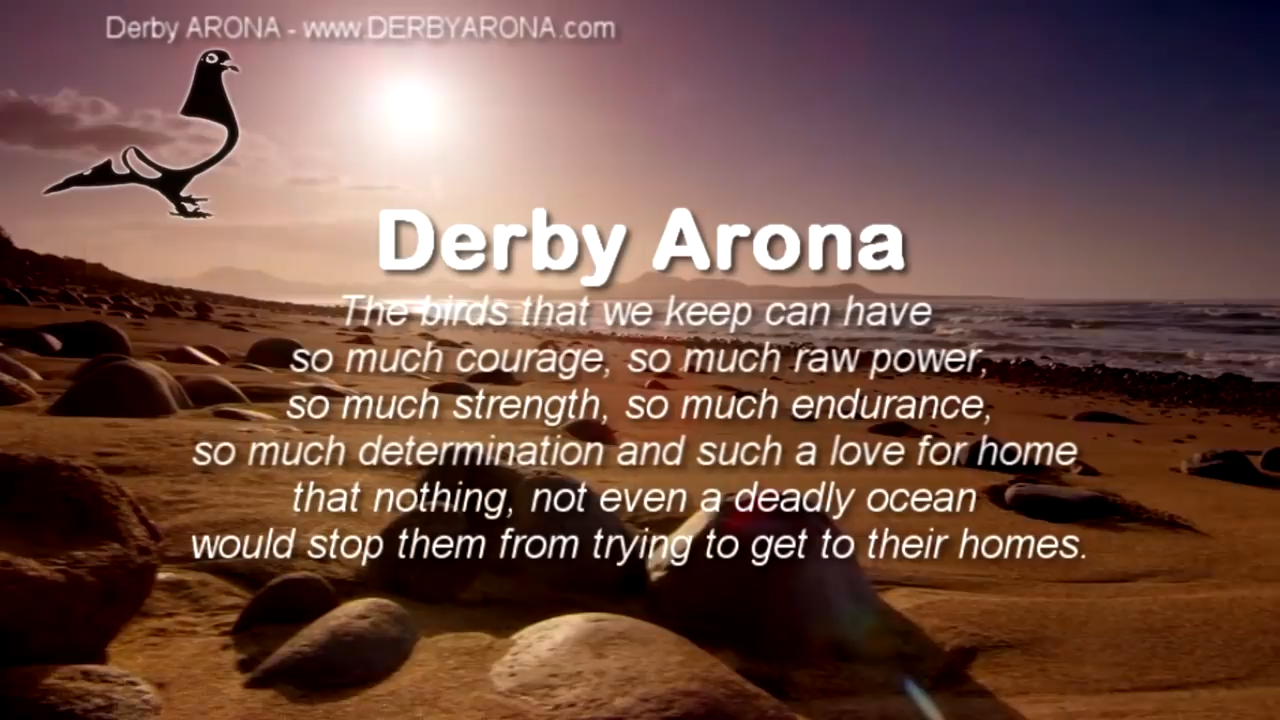 Derby ARONA - www.DERBYARONA.com
Derby Arona
The birds that we keep can have
so much courage, so much raw power,
so much strength, so much endurance,
so much determination and such a love for home
that nothing, not even a deadly ocean
would stop them from trying to get to their homes.